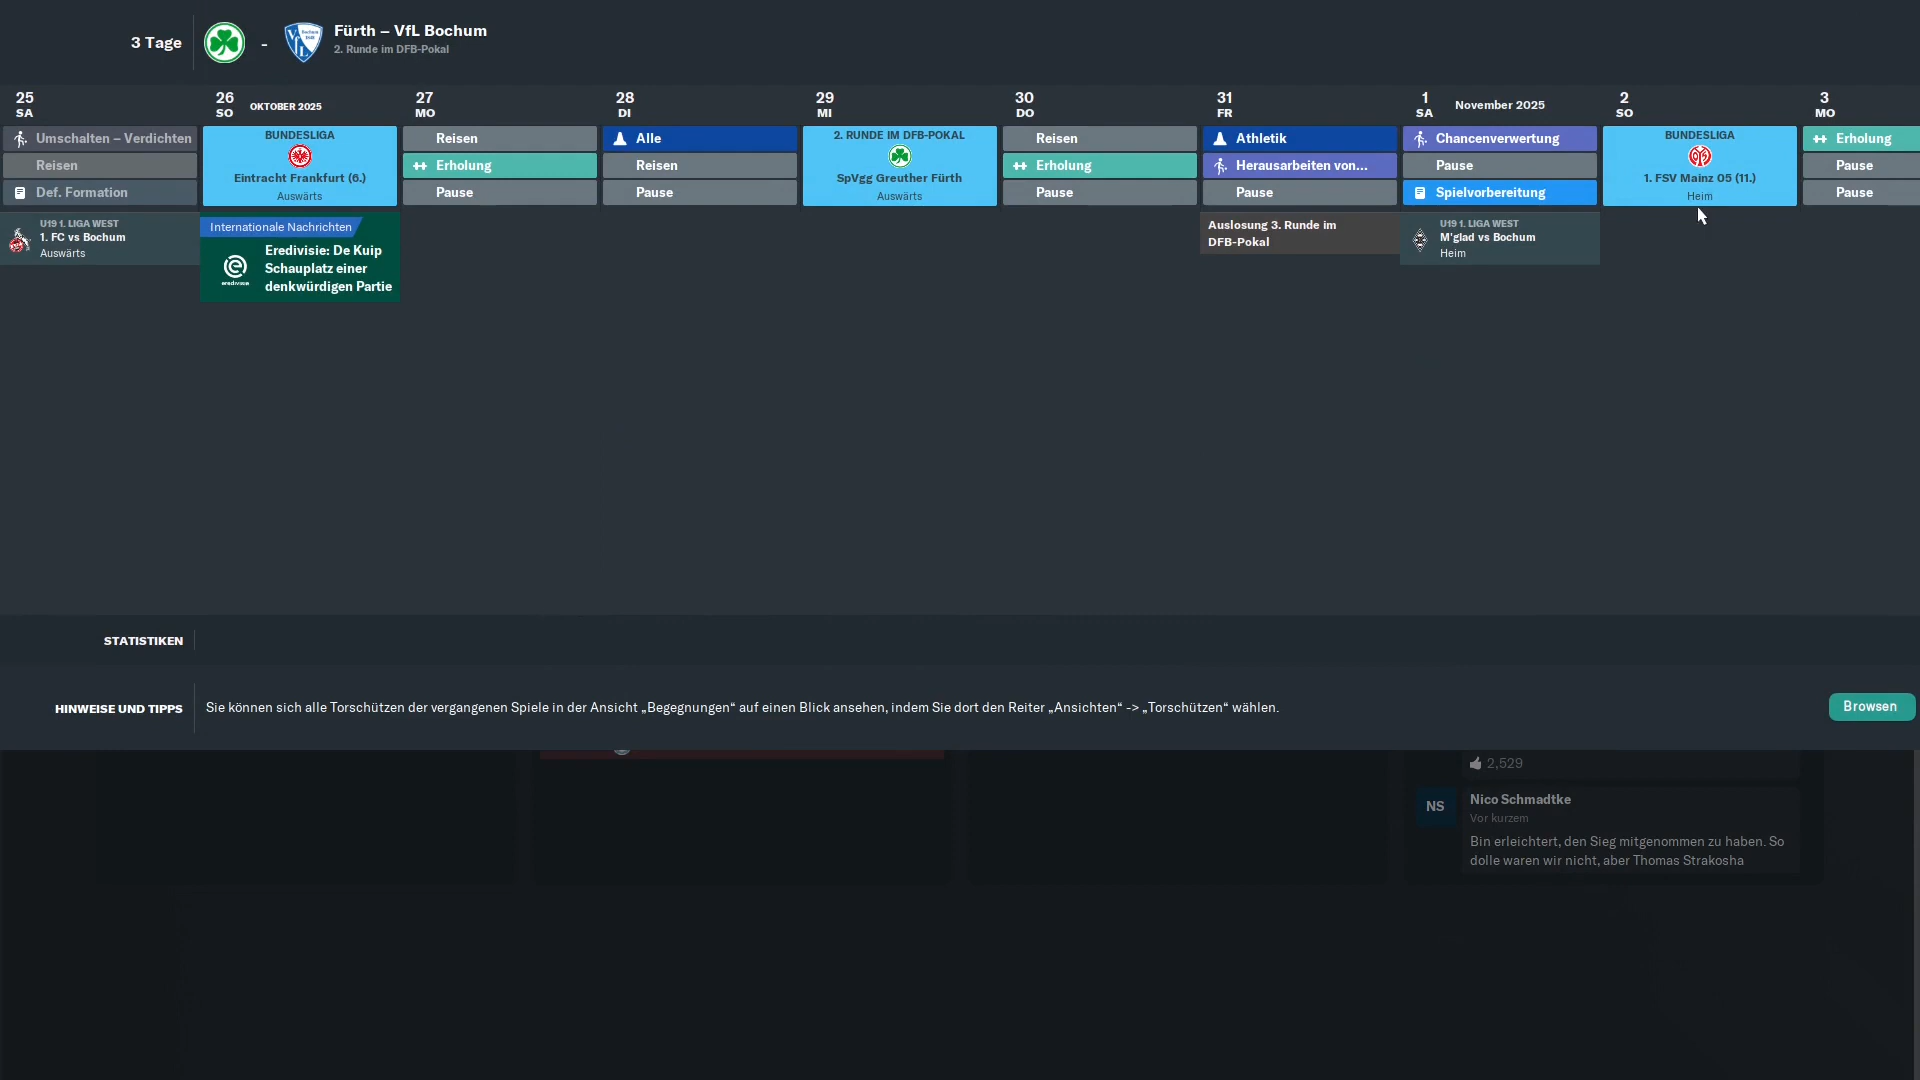 3 Tage
-
Fürth – VfL Bochum
2. Runde im DFB-Pokal
25
SA
26
SO
OKTOBER 2025
27
MO
28
DI
29
MI
30
DO
31
FR
1
SA
November 2025
2
SO
3
MO
Umschalten – Verdichten
Reisen
Def. Formation
BUNDESLIGA
Eintracht Frankfurt (6.)
Auswärts
Reisen
Erholung
Pause
Alle
Reisen
Pause
2. RUNDE IM DFB-POKAL
SpVgg Greuther Fürth
Auswärts
Reisen
Erholung
Pause
Athletik
Herausarbeiten von...
Pause
Chancenverwertung
Pause
Spielvorbereitung
BUNDESLIGA
1. FSV Mainz 05 (11.)
Heim
Erholung
Pause
Pause
U19 1. LIGA WEST
1. FC vs Bochum
Auswärts
Internationale Nachrichten
Eredivisie: De Kuip
Schauplatz einer
denkwürdigen Partie
eredivisie
Auslosung 3. Runde im
DFB-Pokal
U19 1. LIGA WEST
M'glad vs Bochum
Heim
STATISTIKEN
HINWEISE UND TIPPS
Sie können sich alle Torschützen der vergangenen Spiele in der Ansicht „Begegnungen“ auf einen Blick ansehen, indem Sie dort den Reiter „Ansichten“ -> „Torschützen“ wählen.
Browsen
2,529
NS
Nico Schmadtke
Vor kurzem
Bin erleichtert, den Sieg mitgenommen zu haben. So
dolle waren wir nicht, aber Thomas Strakosha